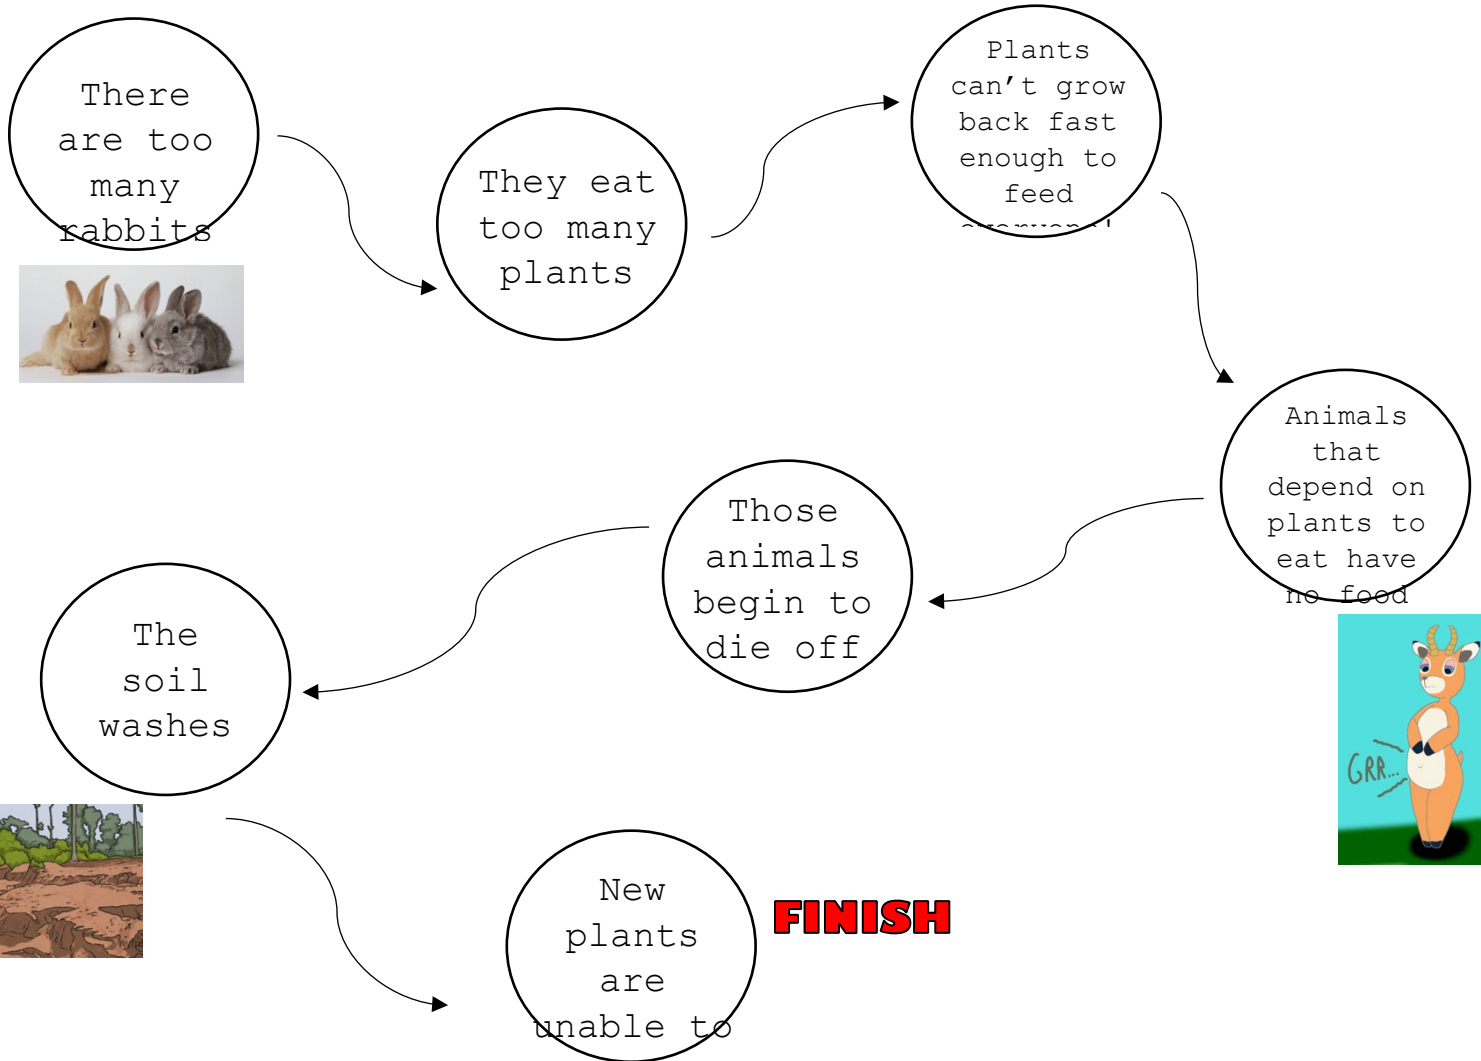 There
are too
many
rabbits
They eat
too many
plants
Plants
can’t grow
back fast
enough to
feed
everyone!
Animals
that
depend on
plants to
eat have
no food
GRR...
Those
animals
begin to
die off
The
soil
washes
New
plants
are
unable to
FINISH